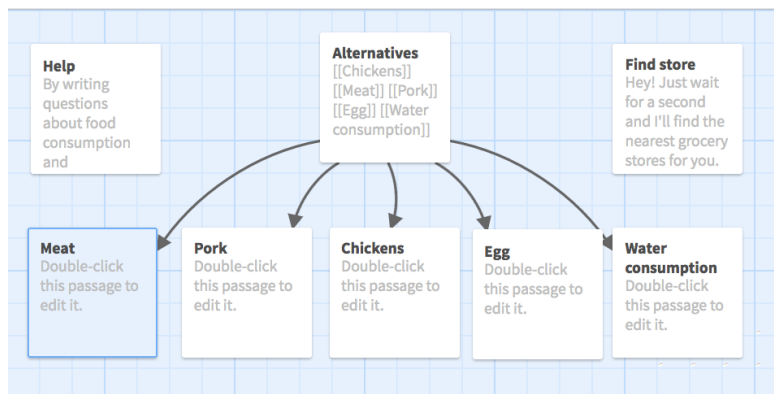 Help
By writing
questions
about food
consumption
and
Alternatives
[[Chickens]]
[[Meat]] [[Pork]]
[[Egg]] [[Water
consumption]]
Find store
Hey! Just wait
for a second
and I'll find the
nearest grocery
stores for you.
Meat
Double-click
this passage to
edit it.
Pork
Double-click
this passage to
edit it.
Chickens
Double-click
this passage to
edit it.
Egg
Double-click
this passage to
edit it.
Water
consumption
Double-click
this passage to
edit it.